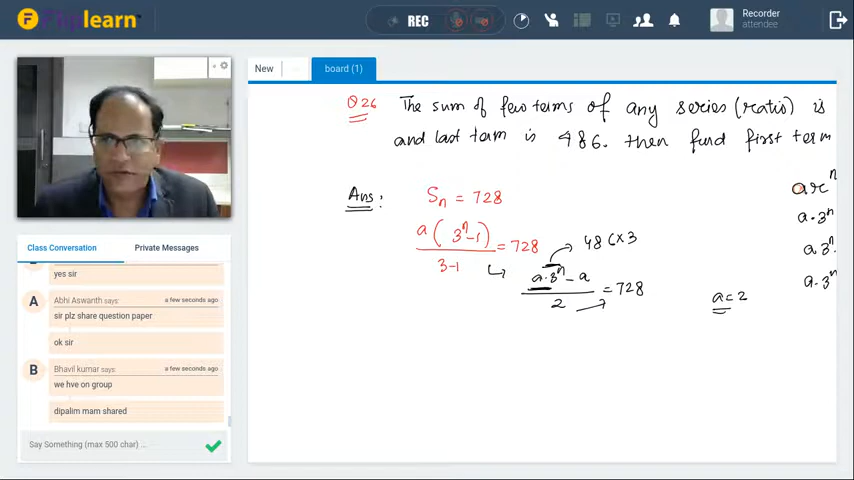 Fliplearn
REC
Recorder
attendee
New
board (1)
Q26 The sum of few terms of any series (ratio) is
and last term is 486. then find first term
Ans: Sn = 728
a(3ⁿ-1)
3-1
= 728
486×3
a·3ⁿ - a
2
= 728
a = 2
arⁿ
a·3ⁿ
a3ⁿ·
a·3ⁿ
Class Conversation
Private Messages
yes sir
A
Abhi Aswanth says:
a few seconds ago
sir plz share question paper
ok sir
B
Bhavil kumar says:
a few seconds ago
we hve on group
dipalim mam shared
Say Something (max 500 char) ...